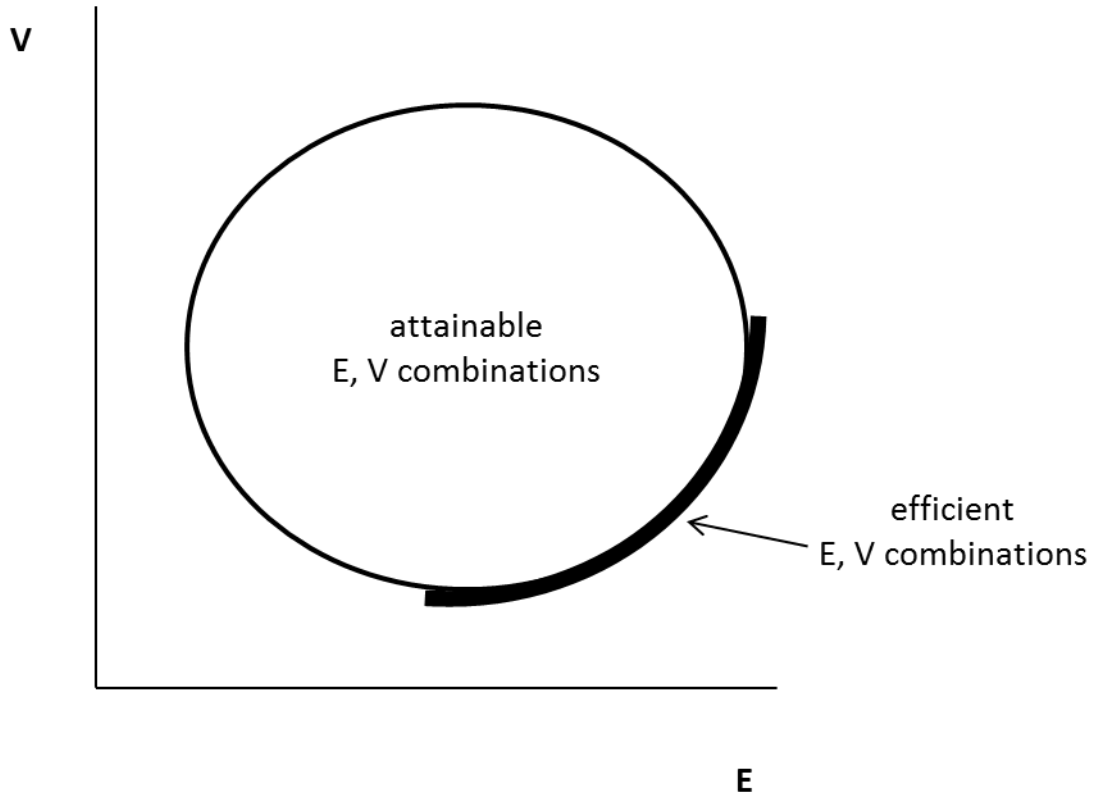 V
attainable
E, V combinations
efficient
E, V combinations
E